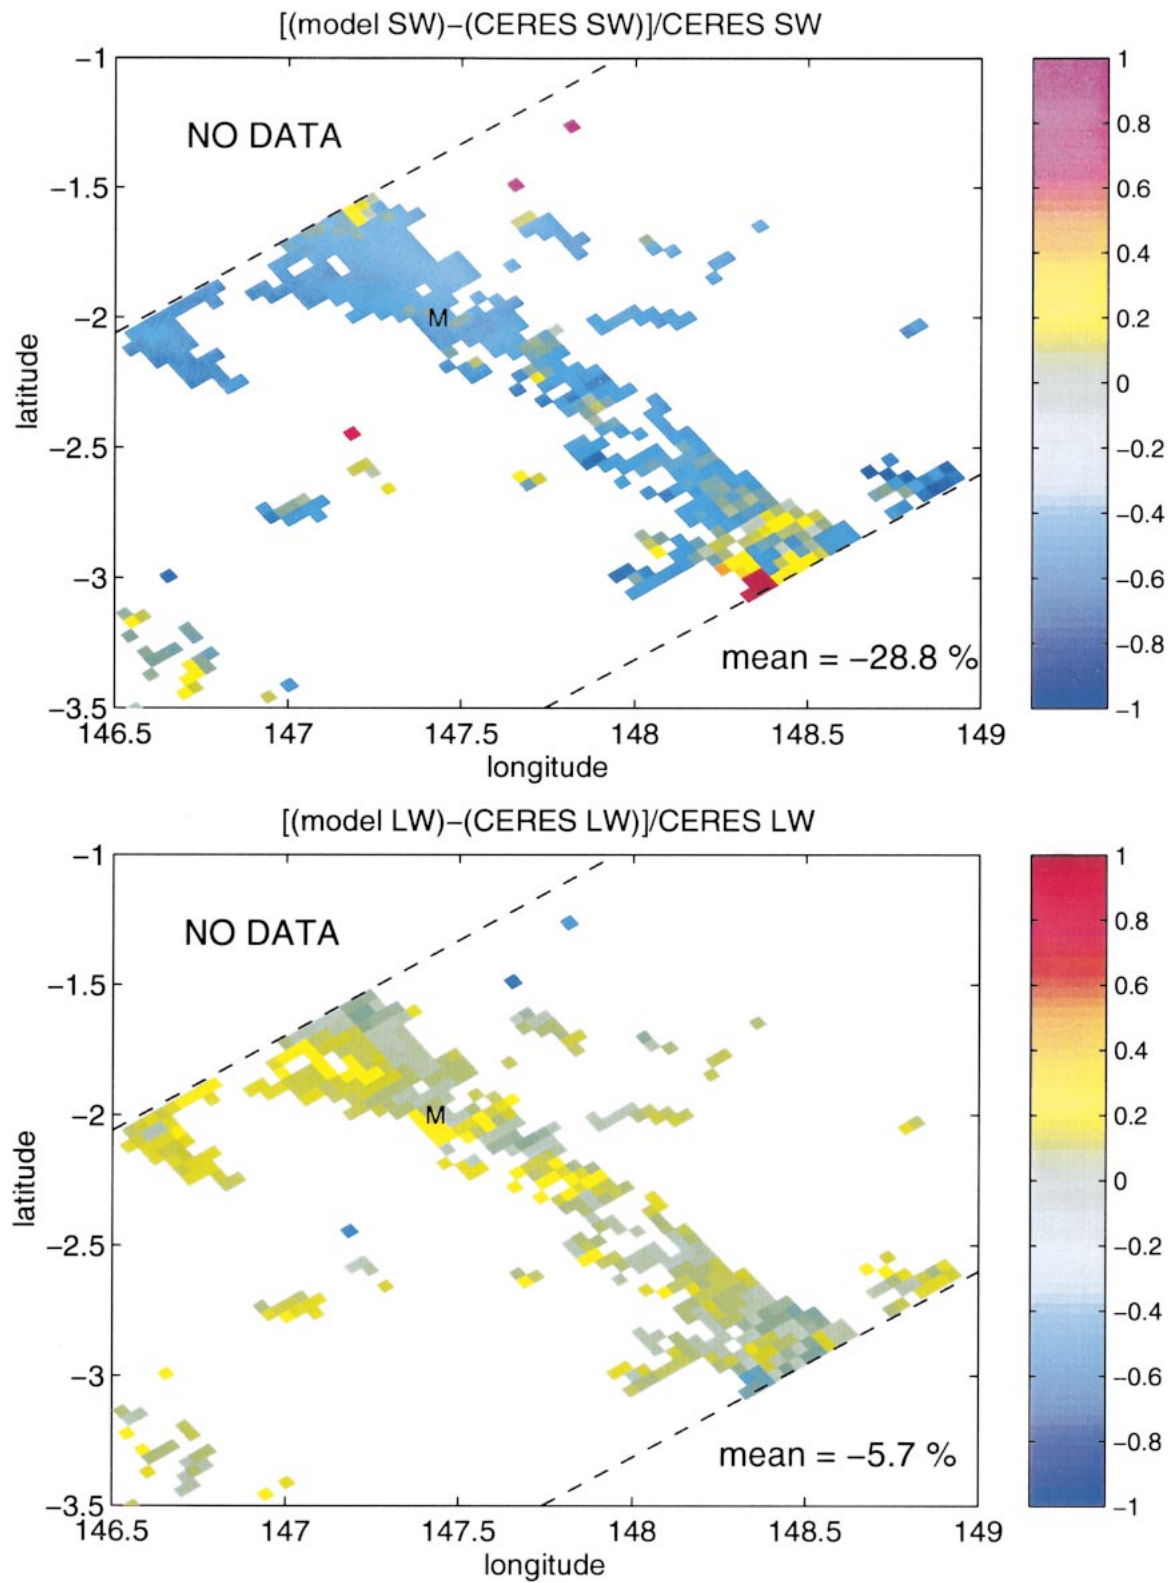 [(model SW)−(CERES SW)]/CERES SW
−1
−1.5
−2
−2.5
−3
−3.5
latitude
NO DATA
M
mean = −28.8 %
146.5 147 147.5 148 148.5 149
longitude
1
0.8
0.6
0.4
0.2
0
−0.2
−0.4
−0.6
−0.8
−1
[(model LW)−(CERES LW)]/CERES LW
−1
−1.5
−2
−2.5
−3
−3.5
latitude
NO DATA
M
mean = −5.7 %
146.5 147 147.5 148 148.5 149
longitude
1
0.8
0.6
0.4
0.2
0
−0.2
−0.4
−0.6
−0.8
−1